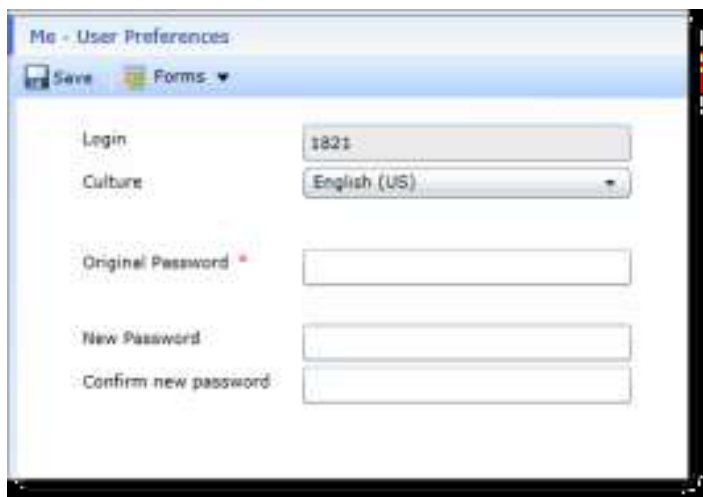 Me - User Preferences
Save Forms
Login 1821
Culture English (US)
Original Password *
New Password
Confirm new password